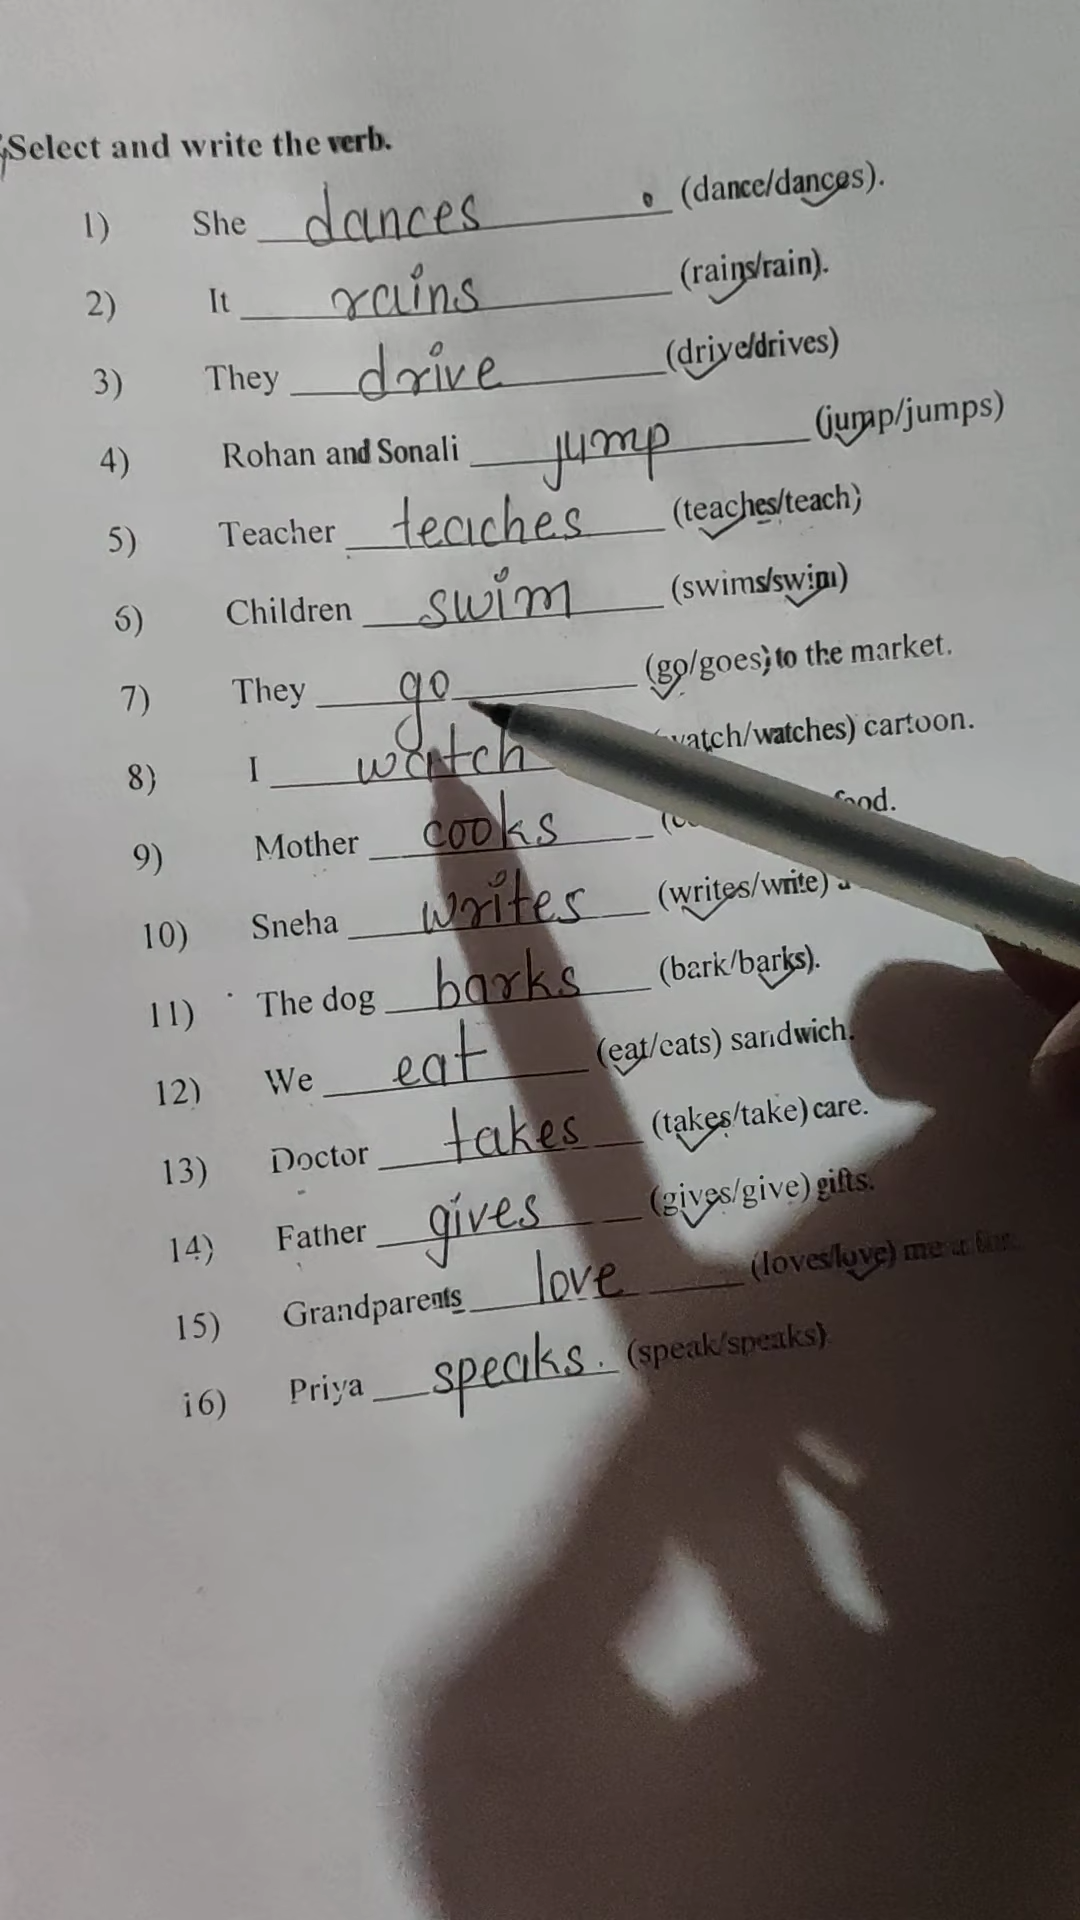 Select and write the verb.
1) She dances . (dance/dances).
2) It rains (rains/rain).
3) They drive (drive/drives)
4) Rohan and Sonali jump (jump/jumps)
5) Teacher teaches (teaches/teach)
6) Children swim (swims/swim)
7) They go (go/goes) to the market.
8) I watch watch/watches) cartoon.
9) Mother cooks food.
10) Sneha writes (writes/write) a
11) The dog barks (bark/barks).
12) We eat (eat/eats) sandwich.
13) Doctor takes (takes/take) care.
14) Father gives (gives/give) gifts.
15) Grandparents love (loves/love) me a
16) Priya speaks. (speak/speaks)